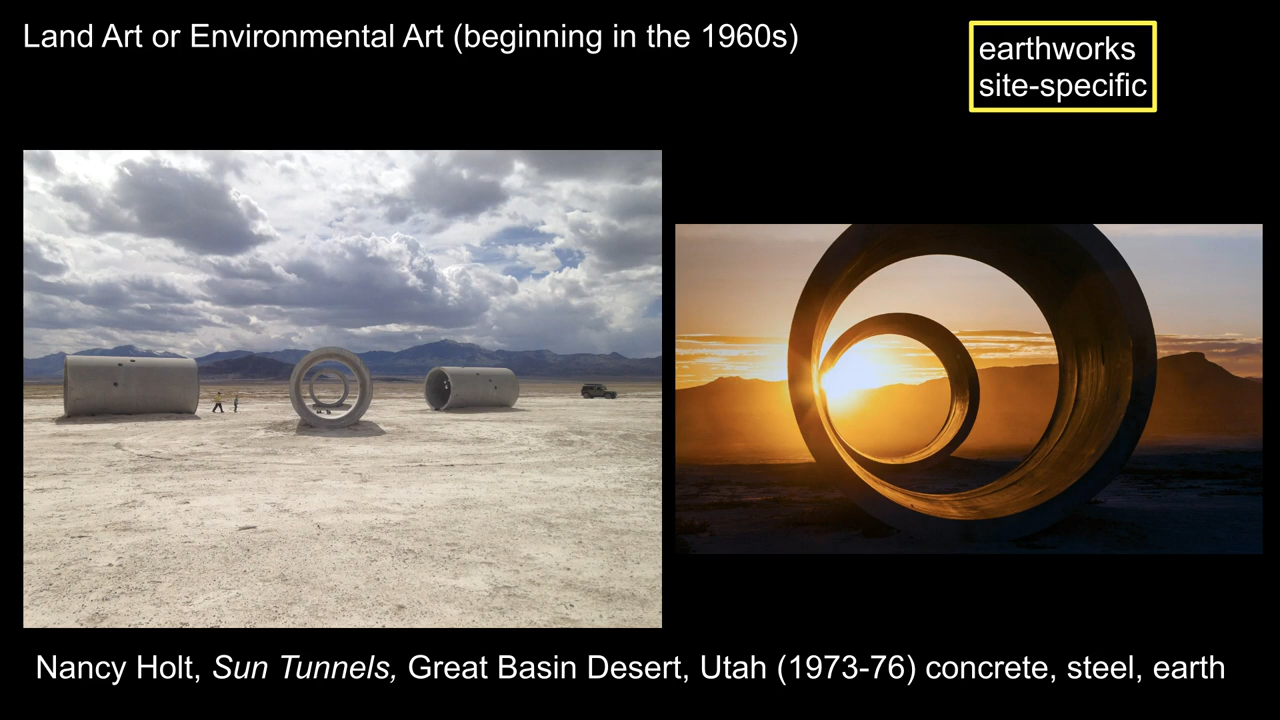 Land Art or Environmental Art (beginning in the 1960s)
earthworks
site-specific
Nancy Holt, Sun Tunnels, Great Basin Desert, Utah (1973-76) concrete, steel, earth